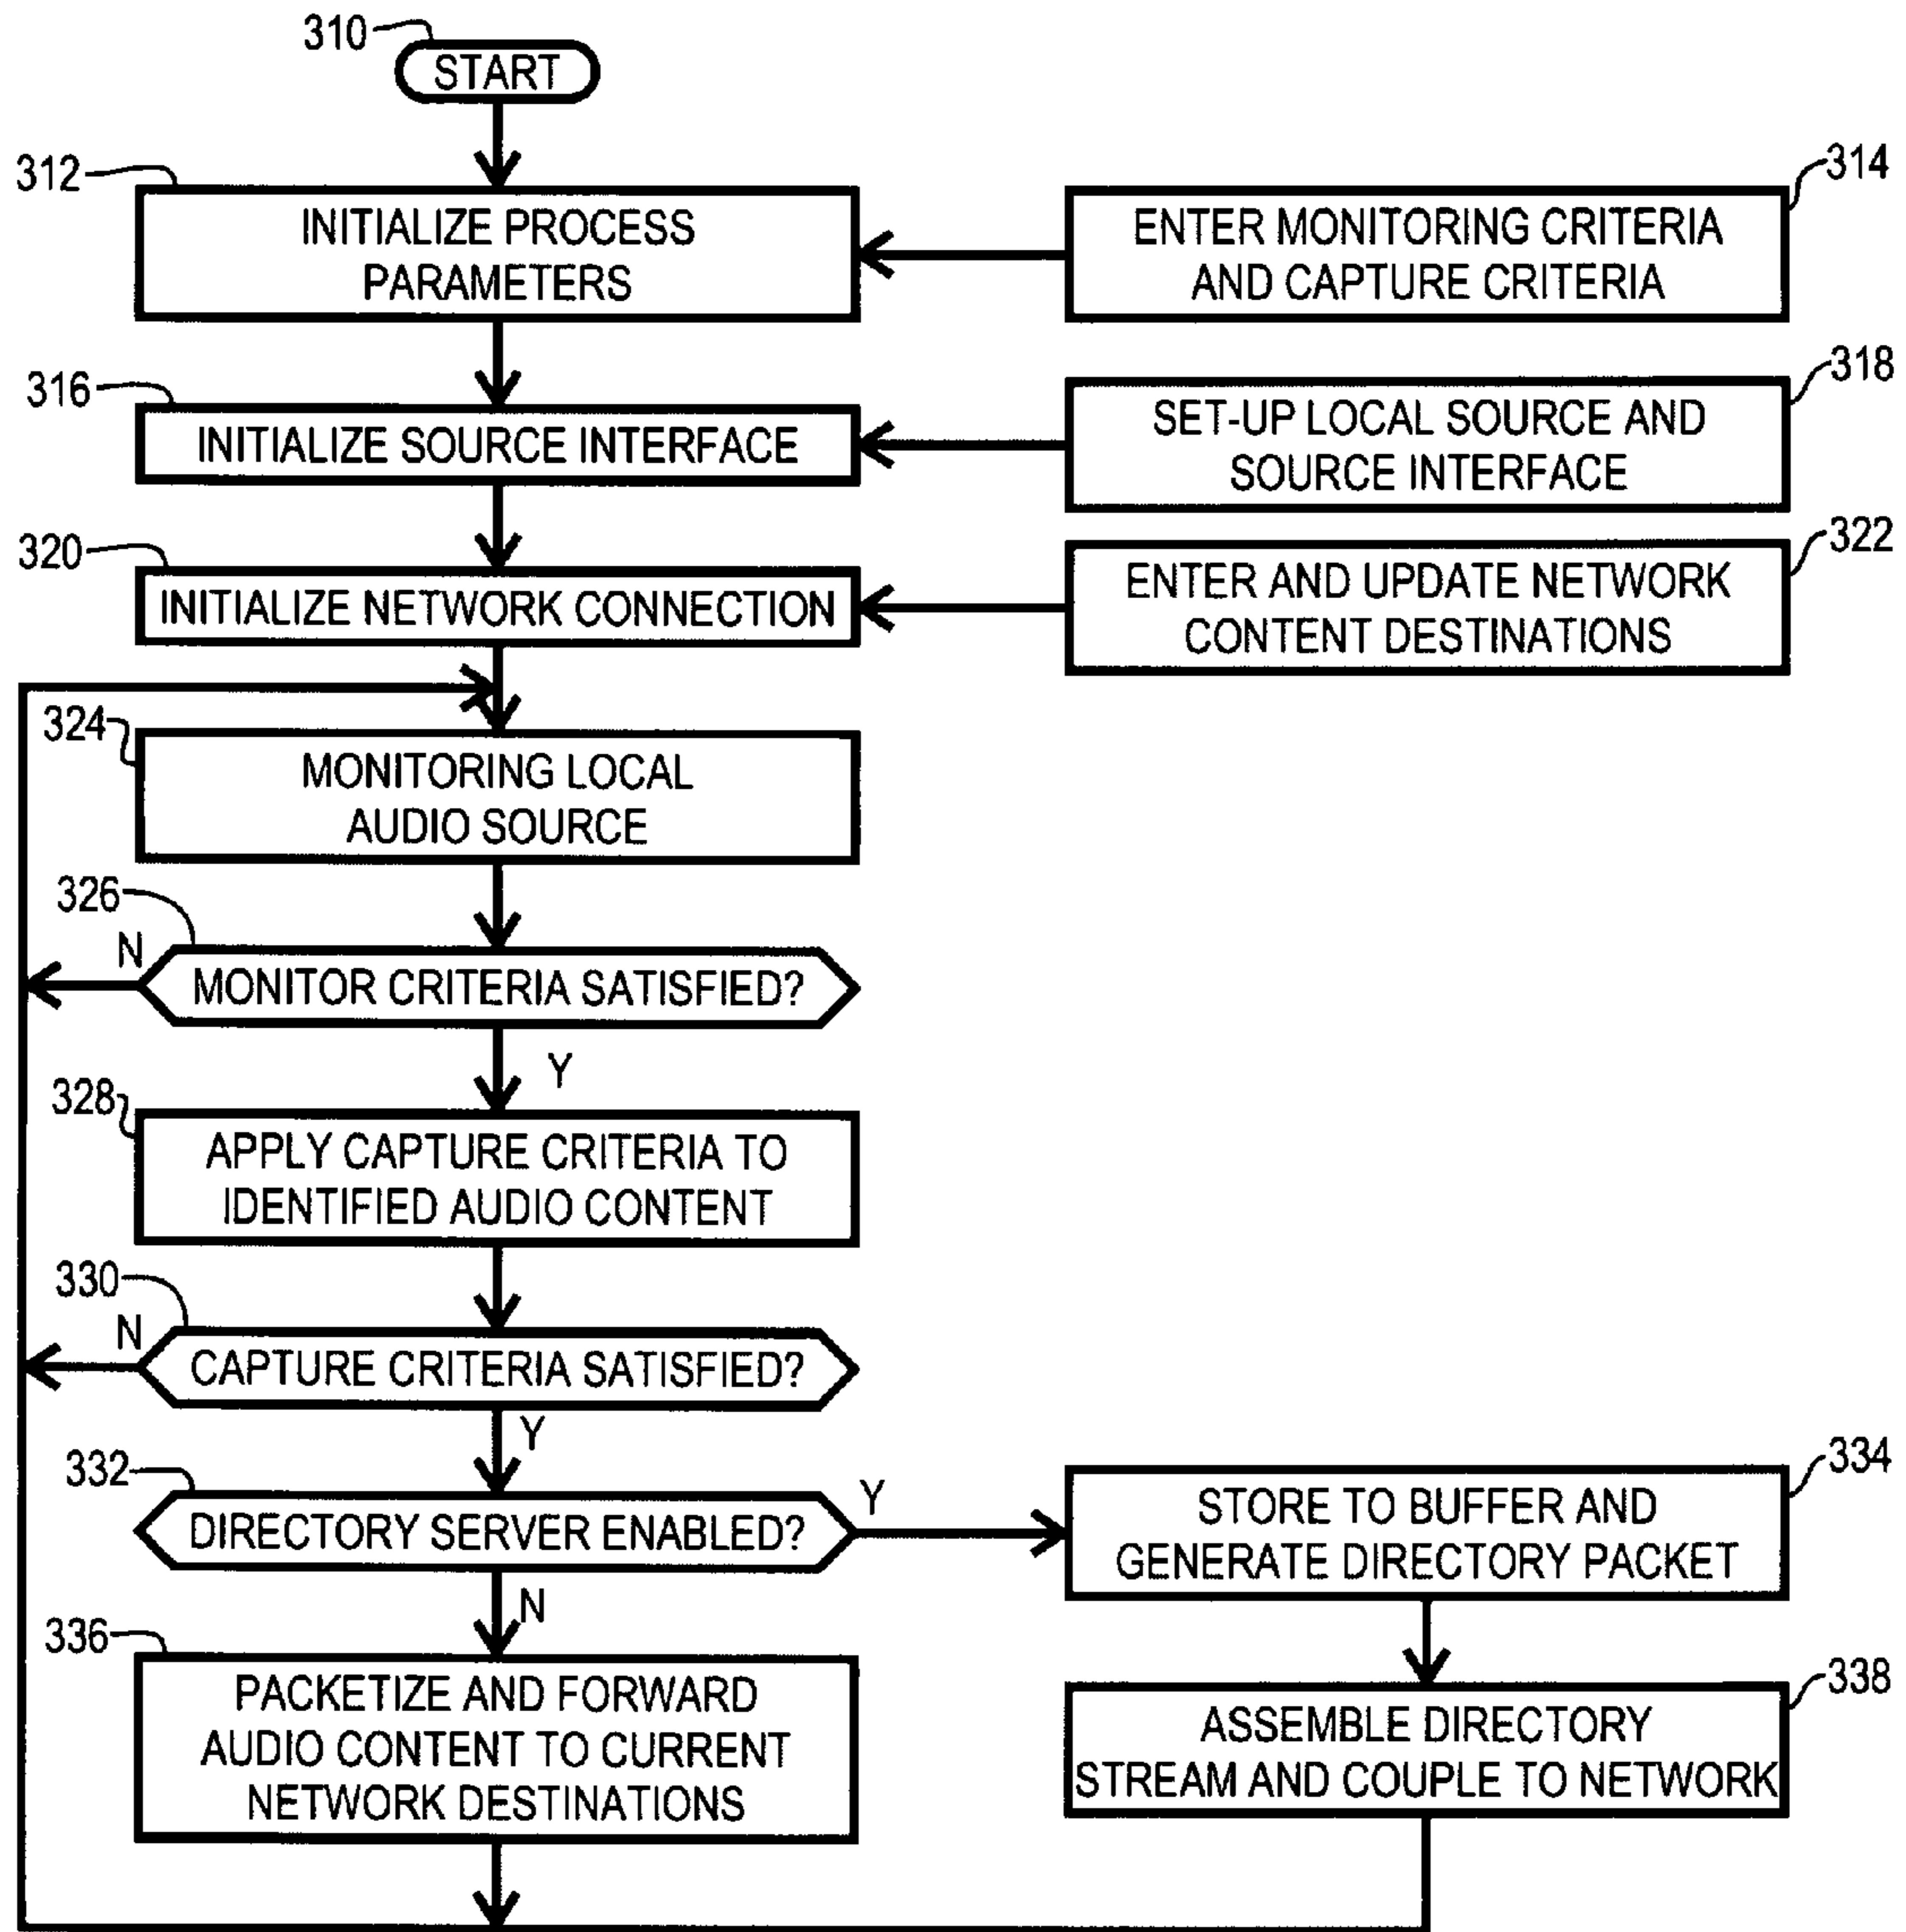 310
START
312
INITIALIZE PROCESS
PARAMETERS
314
ENTER MONITORING CRITERIA
AND CAPTURE CRITERIA
316
INITIALIZE SOURCE INTERFACE
318
SET-UP LOCAL SOURCE AND
SOURCE INTERFACE
320
INITIALIZE NETWORK CONNECTION
322
ENTER AND UPDATE NETWORK
CONTENT DESTINATIONS
324
MONITORING LOCAL
AUDIO SOURCE
326
N
MONITOR CRITERIA SATISFIED?
Y
328
APPLY CAPTURE CRITERIA TO
IDENTIFIED AUDIO CONTENT
330
N
CAPTURE CRITERIA SATISFIED?
Y
332
DIRECTORY SERVER ENABLED?
Y
334
STORE TO BUFFER AND
GENERATE DIRECTORY PACKET
N
336
PACKETIZE AND FORWARD
AUDIO CONTENT TO CURRENT
NETWORK DESTINATIONS
338
ASSEMBLE DIRECTORY
STREAM AND COUPLE TO NETWORK